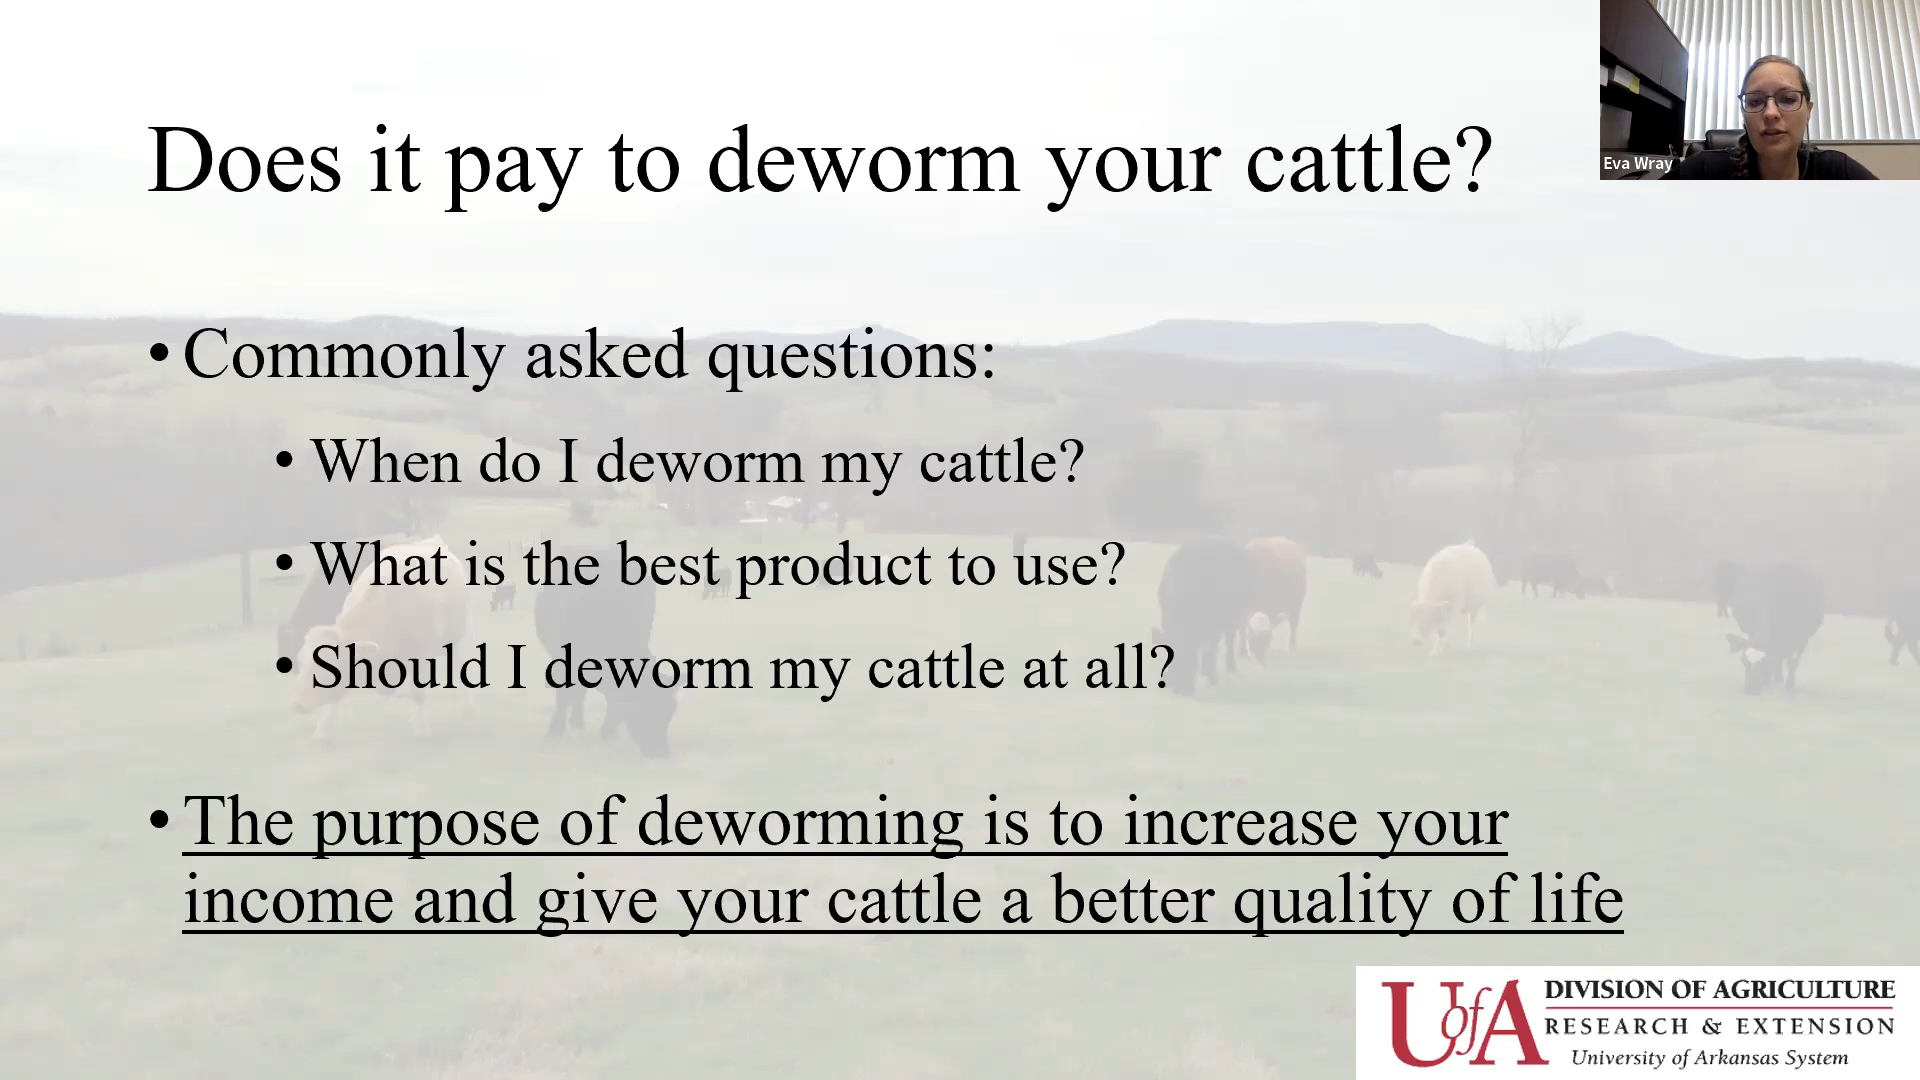 Does it pay to deworm your cattle?
Eva Wray
• Commonly asked questions:
• When do I deworm my cattle?
• What is the best product to use?
• Should I deworm my cattle at all?
• The purpose of deworming is to increase your
income and give your cattle a better quality of life
UofA
DIVISION OF AGRICULTURE
RESEARCH & EXTENSION
University of Arkansas System